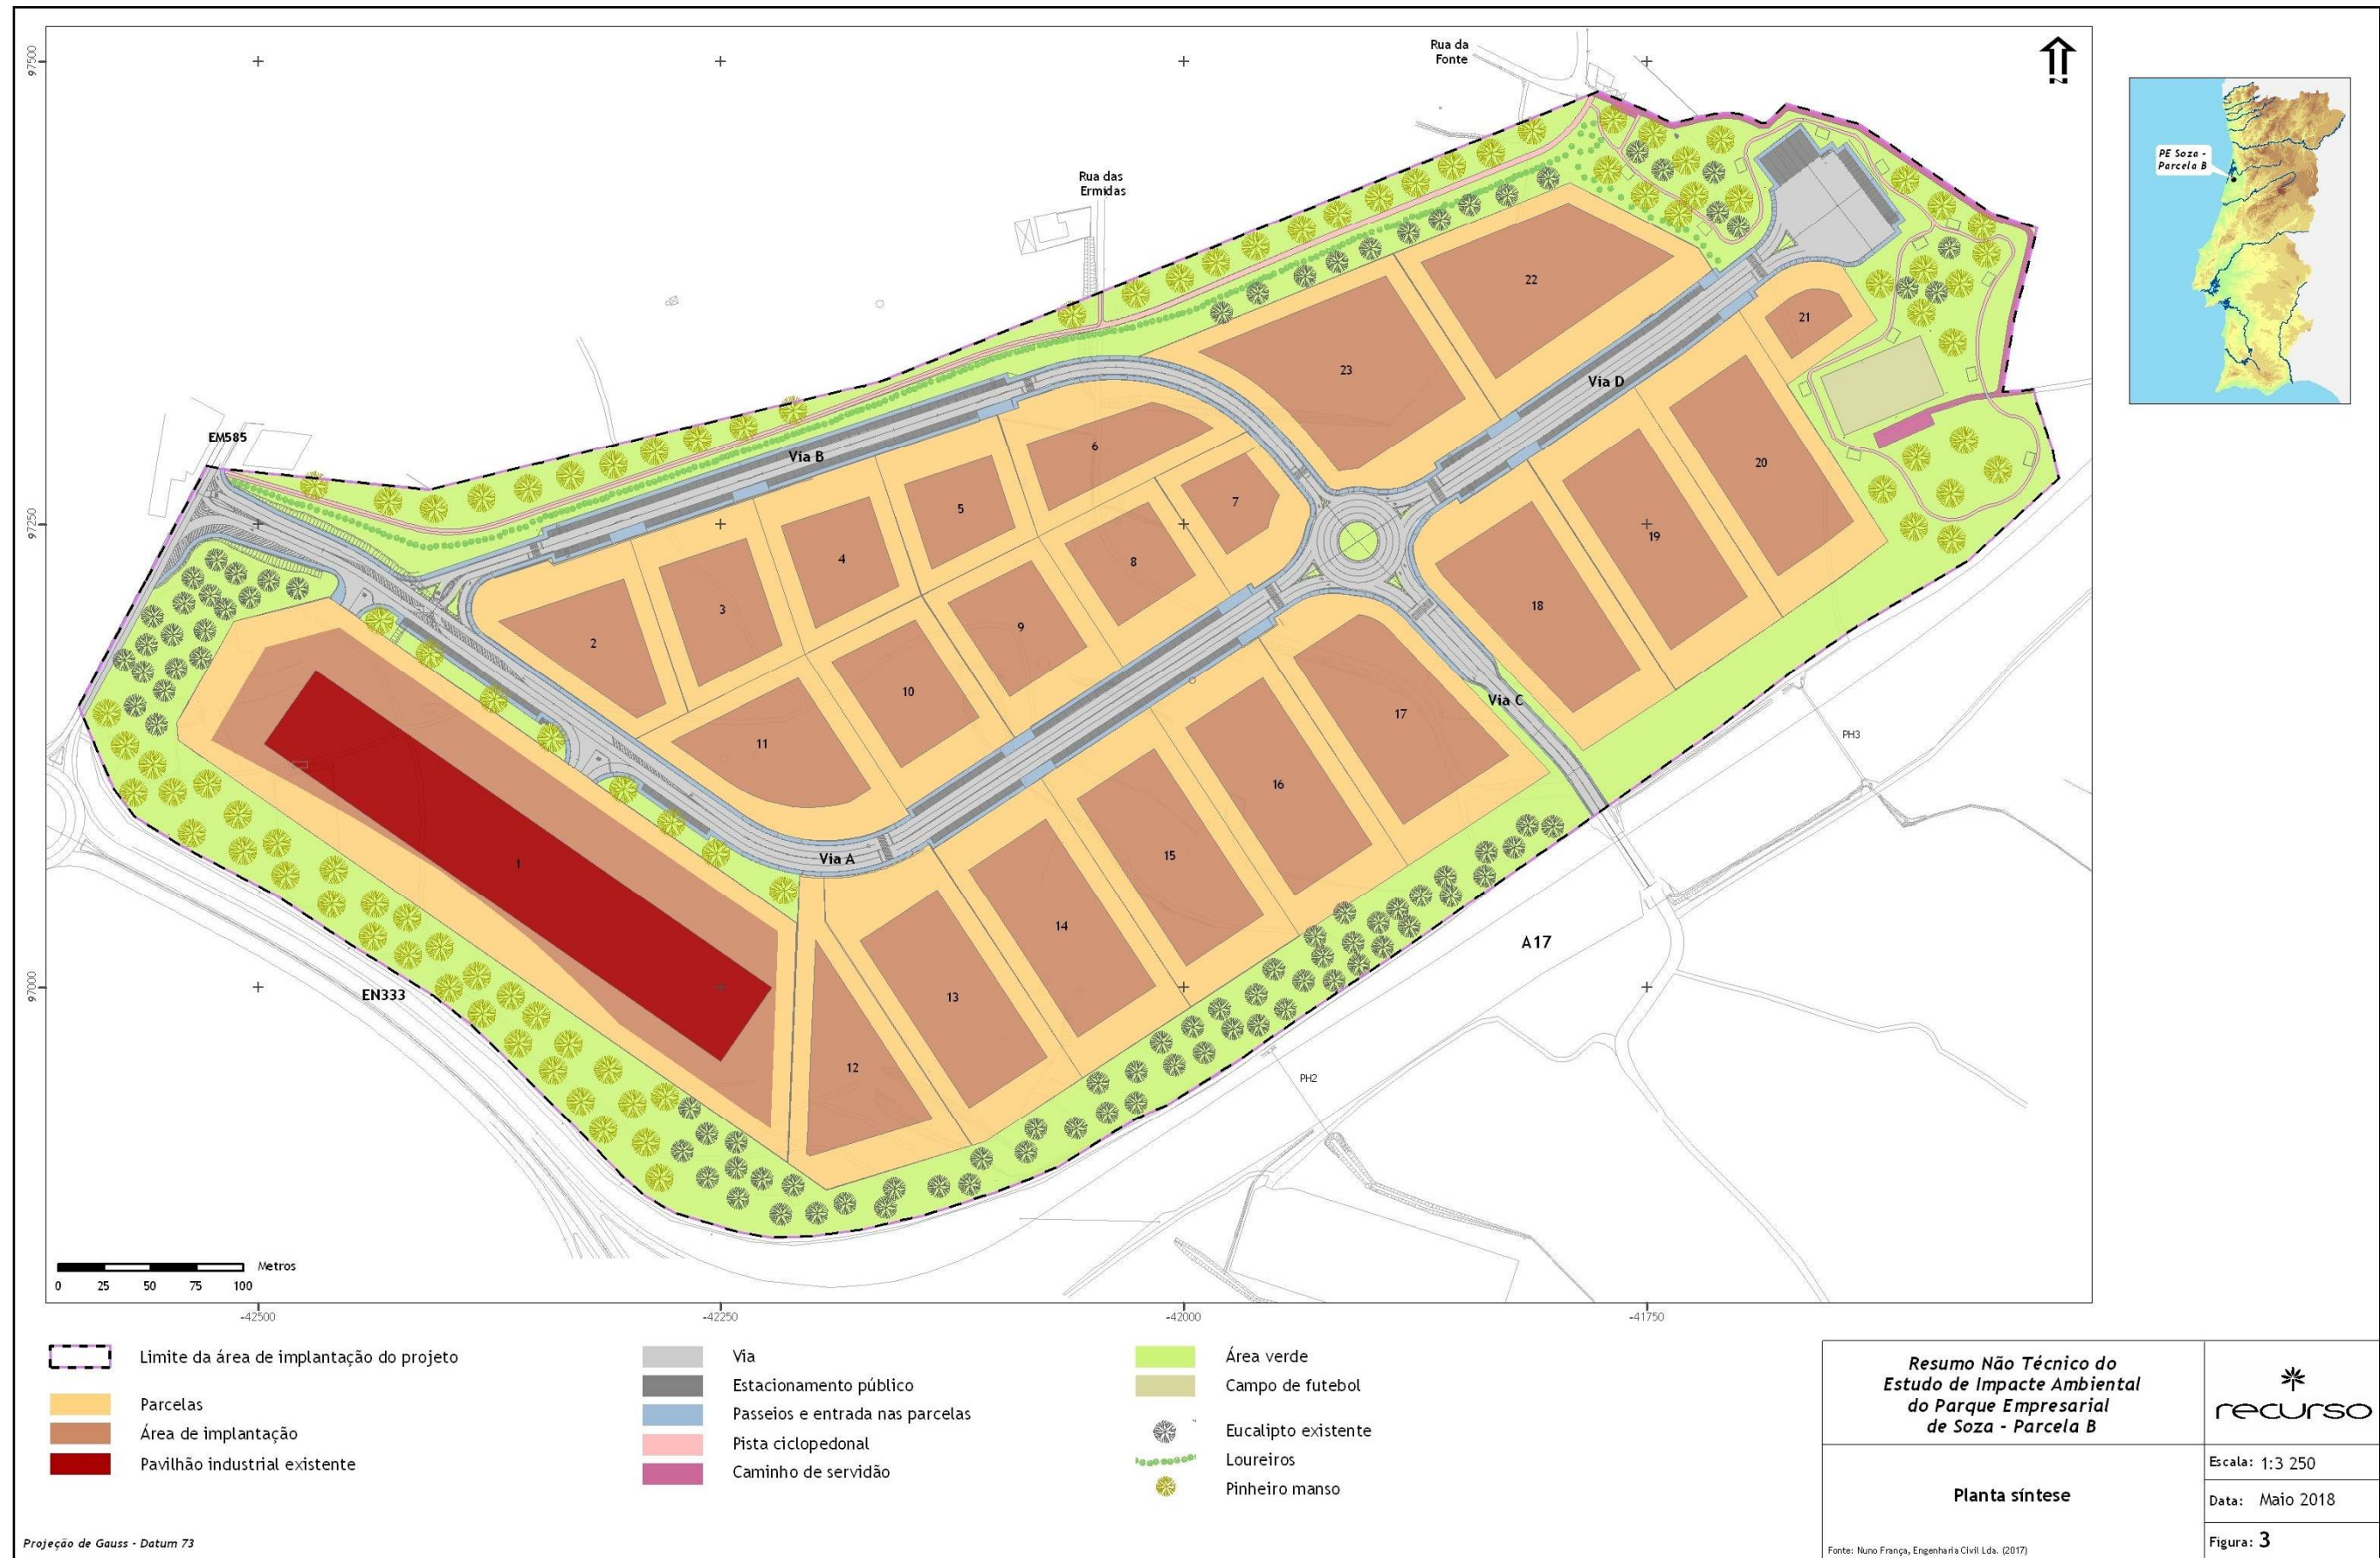 97500
97250
97000
Rua da
Fonte
Rua das
Ermidas
EM585
Via B
Via D
Via C
Via A
EN333
A17
PH3
PH2
1
2
3
4
5
6
7
8
9
10
11
12
13
14
15
16
17
18
19
20
21
22
23
N
PE Soza -
Parcela B
Metros
0 25 50 75 100
-42500 -42250 -42000 -41750
Limite da área de implantação do projeto
Parcelas
Área de implantação
Pavilhão industrial existente
Via
Estacionamento público
Passeios e entrada nas parcelas
Pista ciclopedonal
Caminho de servidão
Área verde
Campo de futebol
Eucalipto existente
Loureiros
Pinheiro manso
Projeção de Gauss - Datum 73
Resumo Não Técnico do
Estudo de Impacte Ambiental
do Parque Empresarial
de Soza - Parcela B
recurso
Planta síntese
Fonte: Nuno França, Engenharia Civil Lda. (2017)
Escala: 1:3 250
Data: Maio 2018
Figura: 3